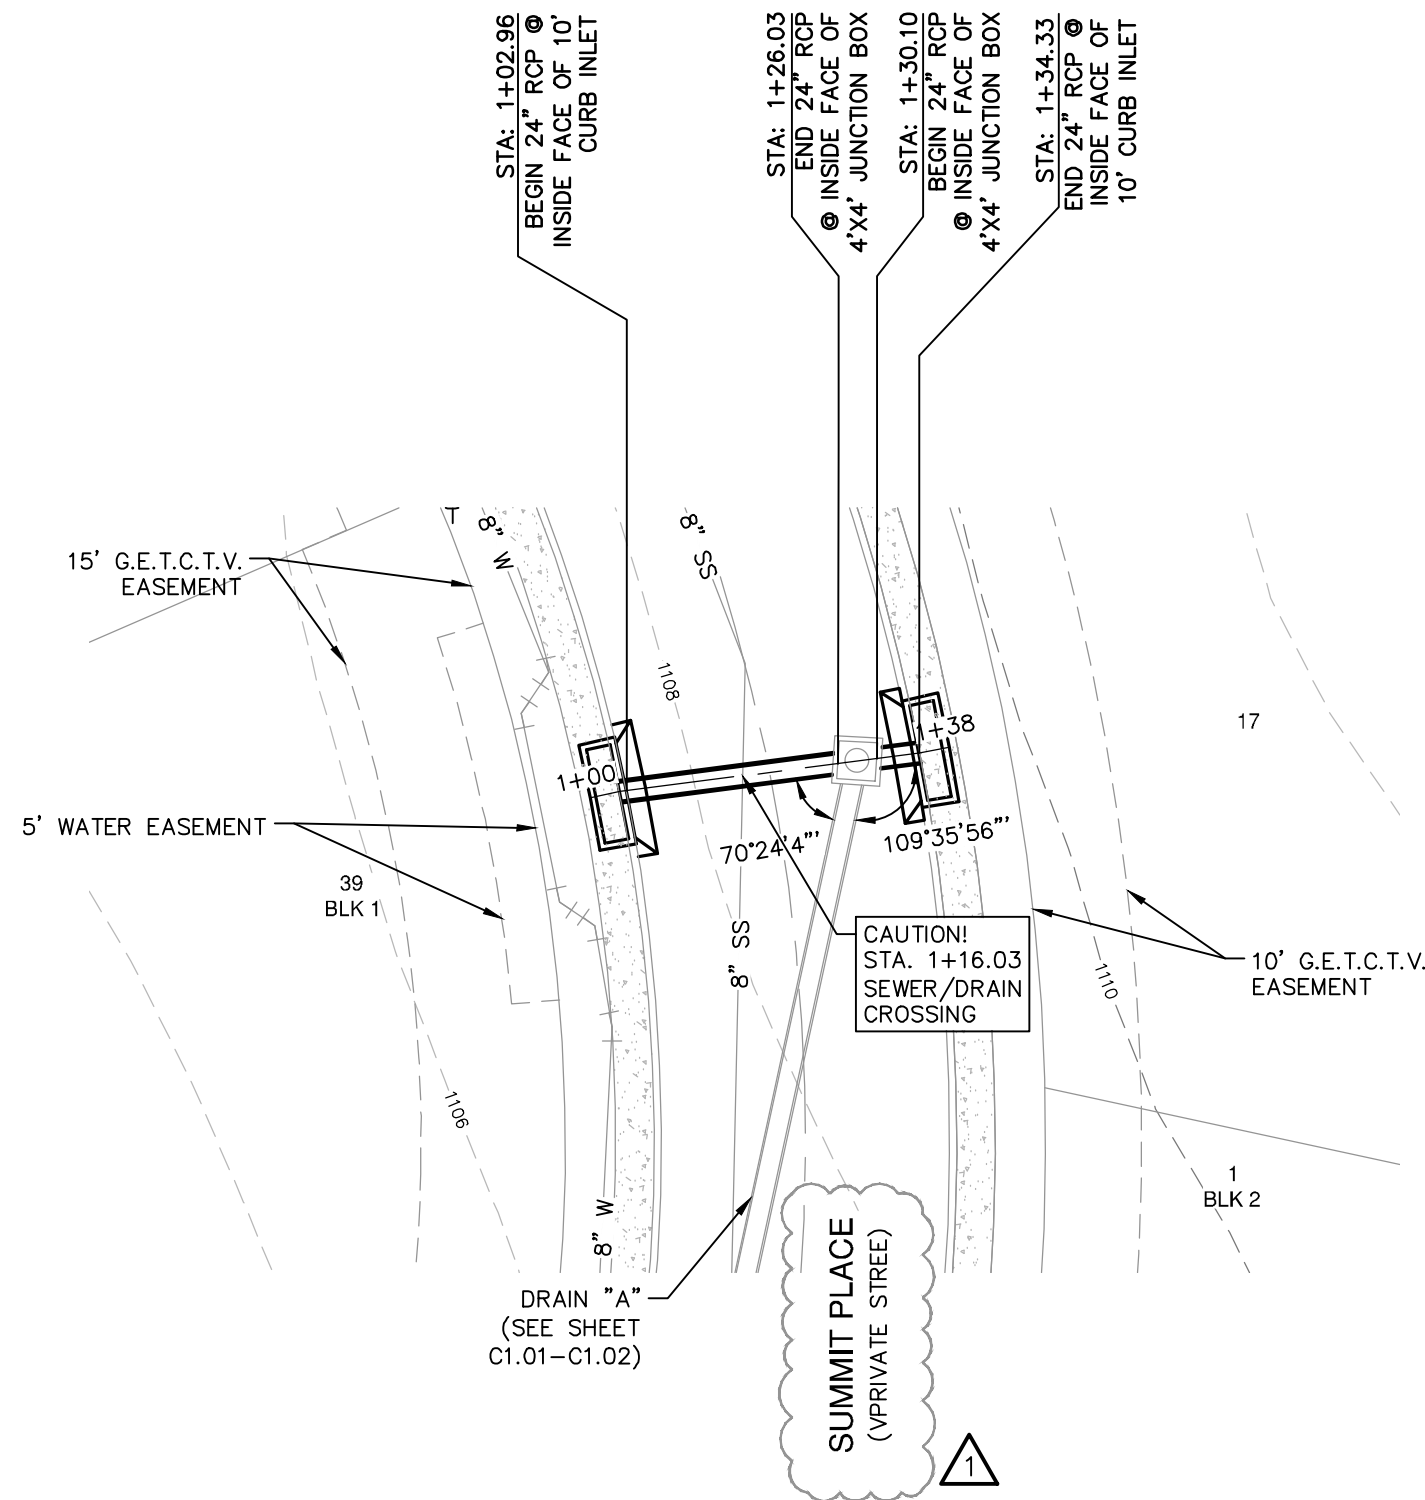 STA: 1+02.96
BEGIN 24" RCP @
INSIDE FACE OF 10'
CURB INLET
STA: 1+26.03
END 24" RCP
@ INSIDE FACE OF
4'X4' JUNCTION BOX
STA: 1+30.10
BEGIN 24" RCP
@ INSIDE FACE OF
4'X4' JUNCTION BOX
STA: 1+34.33
END 24" RCP @
INSIDE FACE OF
10' CURB INLET
T
8" W
8" SS
15' G.E.T.C.T.V.
EASEMENT
1108
17
1+38
1+00
5' WATER EASEMENT
70°24'4"'
109°35'56"'
39
BLK 1
8" SS
CAUTION!
STA. 1+16.03
SEWER/DRAIN
CROSSING
10' G.E.T.C.T.V.
EASEMENT
1110
1106
1
BLK 2
8" W
DRAIN "A"
(SEE SHEET
C1.01-C1.02)
SUMMIT PLACE
(VPRIVATE STREE)
1